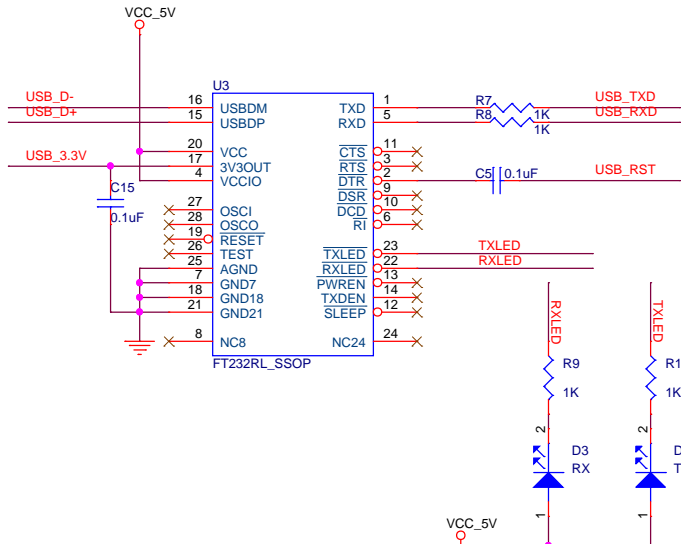 VCC_5V
U3
USB_D-
16
USBDM
TXD
1
R7
USB_TXD
USB_D+
15
USBDP
RXD
5
R8
1K
USB_RXD
1K
20
VCC
CTS
11
USB_3.3V
17
3V3OUT
RTS
3
4
VCCIO
DTR
2
C5
0.1uF
USB_RST
C15
DSR
9
27
OSCI
DCD
10
0.1uF
28
OSCO
RI
6
19
RESET
26
TEST
TXLED
23
TXLED
25
AGND
RXLED
22
RXLED
7
GND7
PWREN
13
18
GND18
TXDEN
14
21
GND21
SLEEP
12
8
NC8
NC24
24
FT232RL_SSOP
RXLED
TXLED
R9
R1
1K
1K
2
2
D3
D
RX
T
1
1
VCC_5V